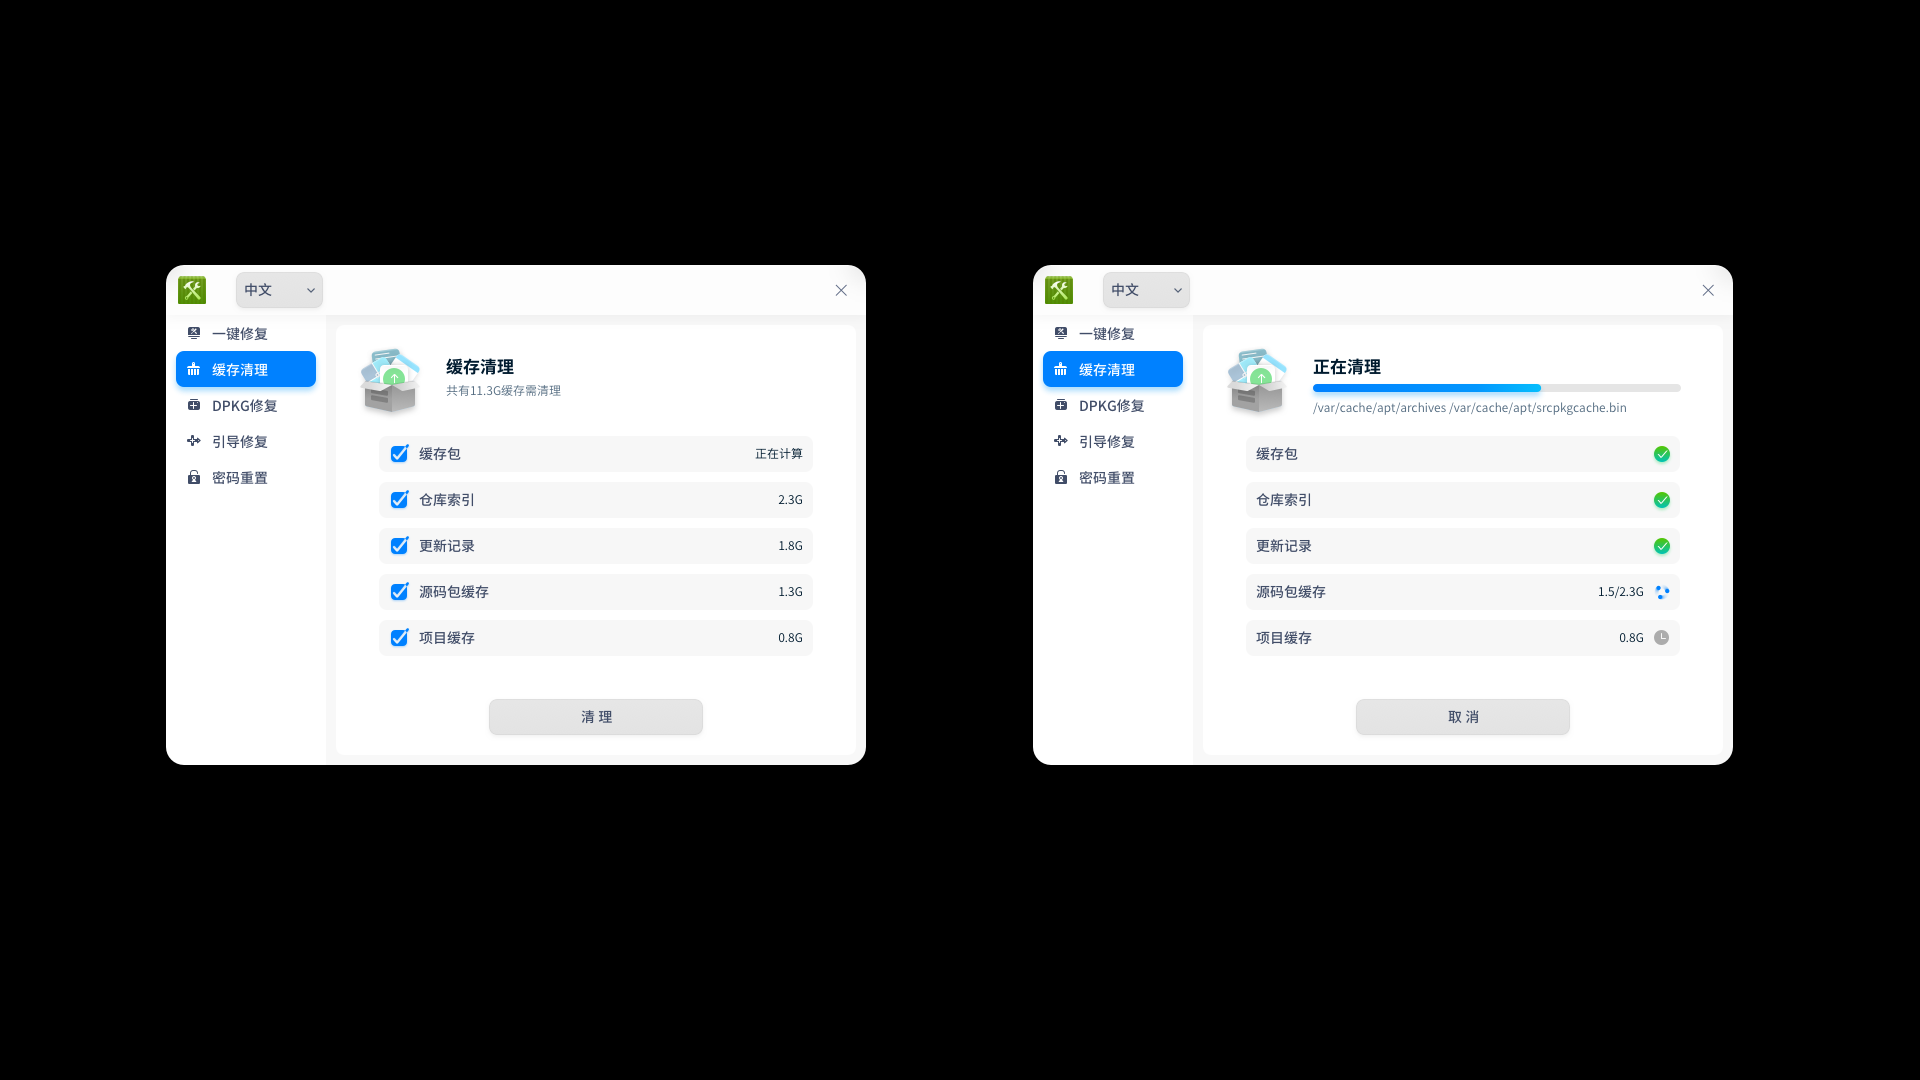 中文
一键修复
缓存清理
DPKG修复
引导修复
密码重置
缓存清理
共有11.3G缓存需清理
缓存包 正在计算
仓库索引 2.3G
更新记录 1.8G
源码包缓存 1.3G
项目缓存 0.8G
清 理
中文
一键修复
缓存清理
DPKG修复
引导修复
密码重置
正在清理
/var/cache/apt/archives /var/cache/apt/srcpkgcache.bin
缓存包
仓库索引
更新记录
源码包缓存 1.5/2.3G
项目缓存 0.8G
取 消